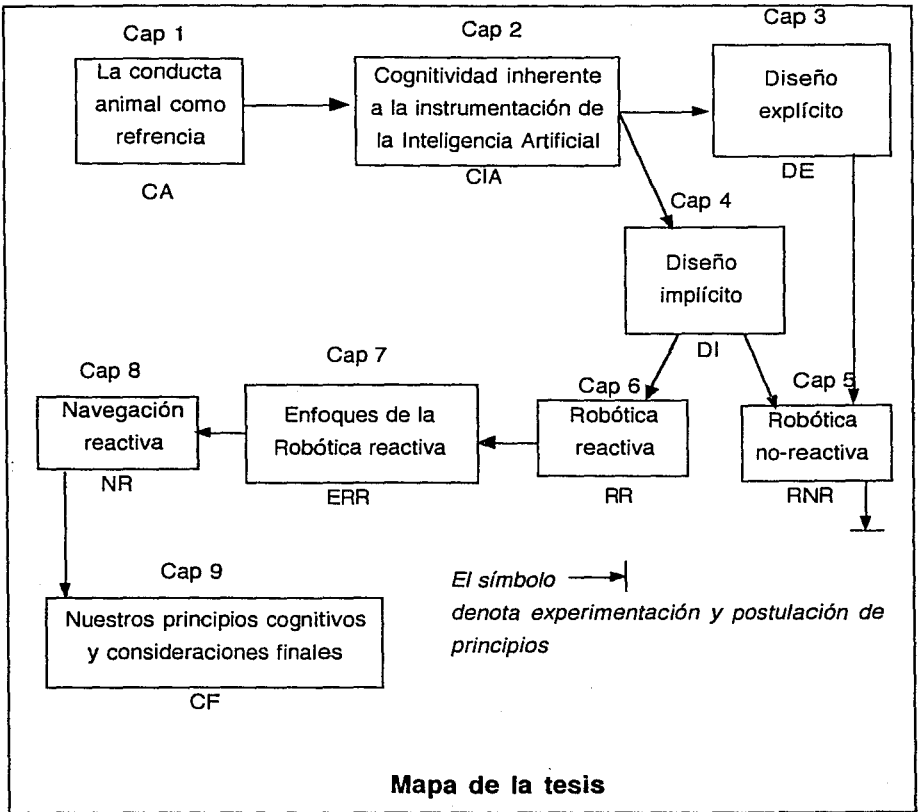 Cap 1
La conducta
animal como
refrencia
CA
Cap 2
Cognitividad inherente
a la instrumentación de
la Inteligencia Artificial
CIA
Cap 3
Diseño
explícito
DE
Cap 4
Diseño
implícito
DI
Cap 5
Robótica
no-reactiva
RNR
Cap 6
Robótica
reactiva
RR
Cap 7
Enfoques de la
Robótica reactiva
ERR
Cap 8
Navegación
reactiva
NR
Cap 9
Nuestros principios cognitivos
y consideraciones finales
CF
El símbolo
denota experimentación y postulación de
principios
Mapa de la tesis